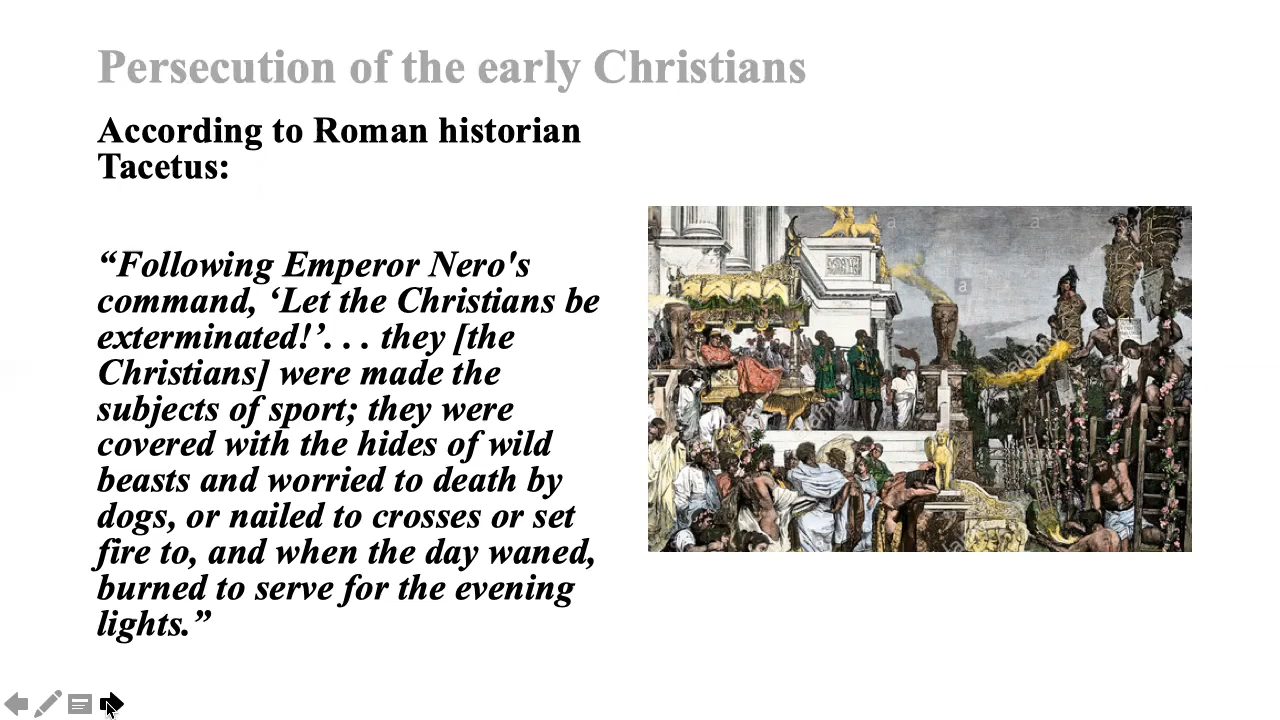 Persecution of the early Christians
According to Roman historian
Tacetus:
“Following Emperor Nero's
command, ‘Let the Christians be
exterminated!’. . . they [the
Christians] were made the
subjects of sport; they were
covered with the hides of wild
beasts and worried to death by
dogs, or nailed to crosses or set
fire to, and when the day waned,
burned to serve for the evening
lights.”
a
a
a